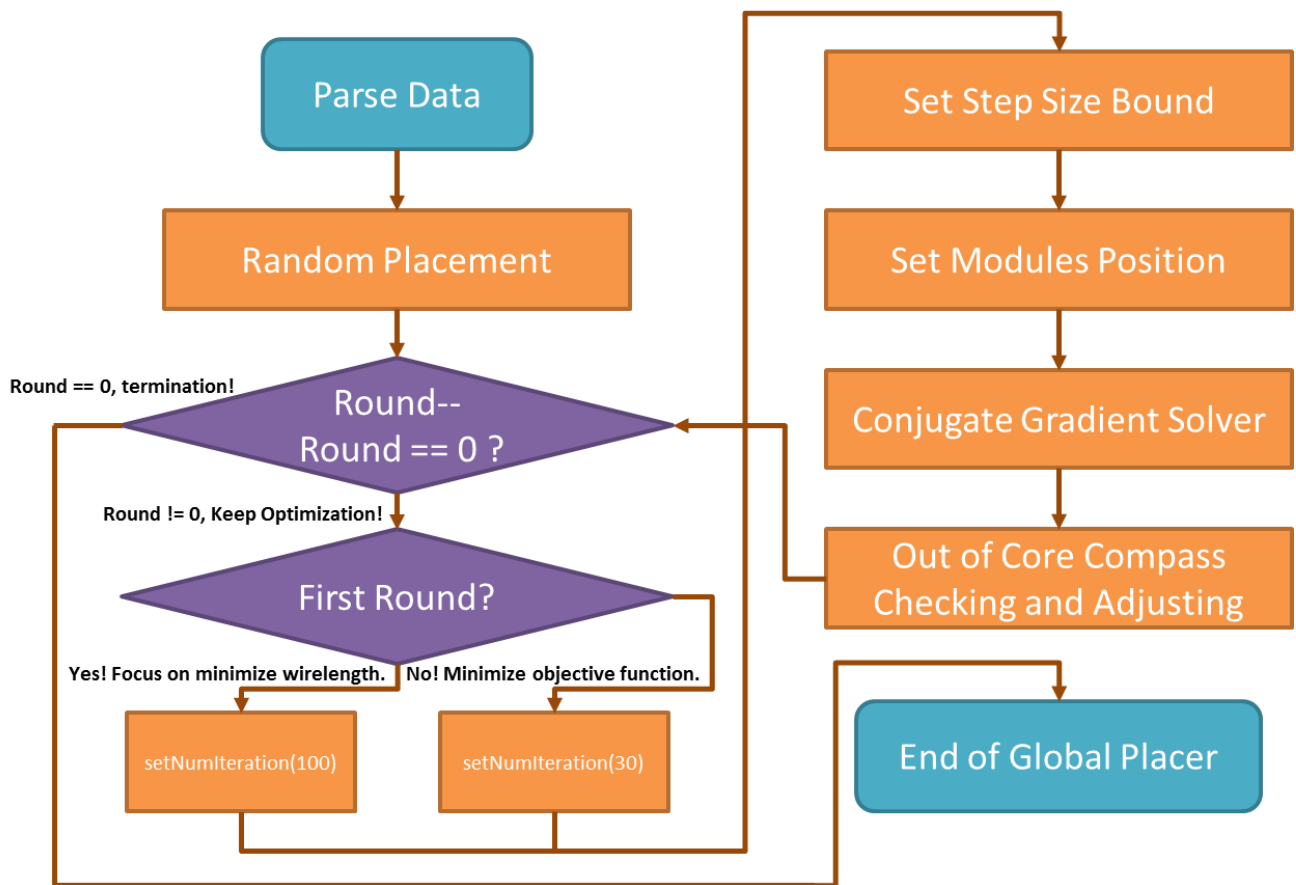 Parse Data
Random Placement
Round == 0, termination!
Round--
Round == 0 ?
Round != 0, Keep Optimization!
First Round?
Yes! Focus on minimize wirelength.
No! Minimize objective function.
setNumIteration(100)
setNumIteration(30)
Set Step Size Bound
Set Modules Position
Conjugate Gradient Solver
Out of Core Compass
Checking and Adjusting
End of Global Placer